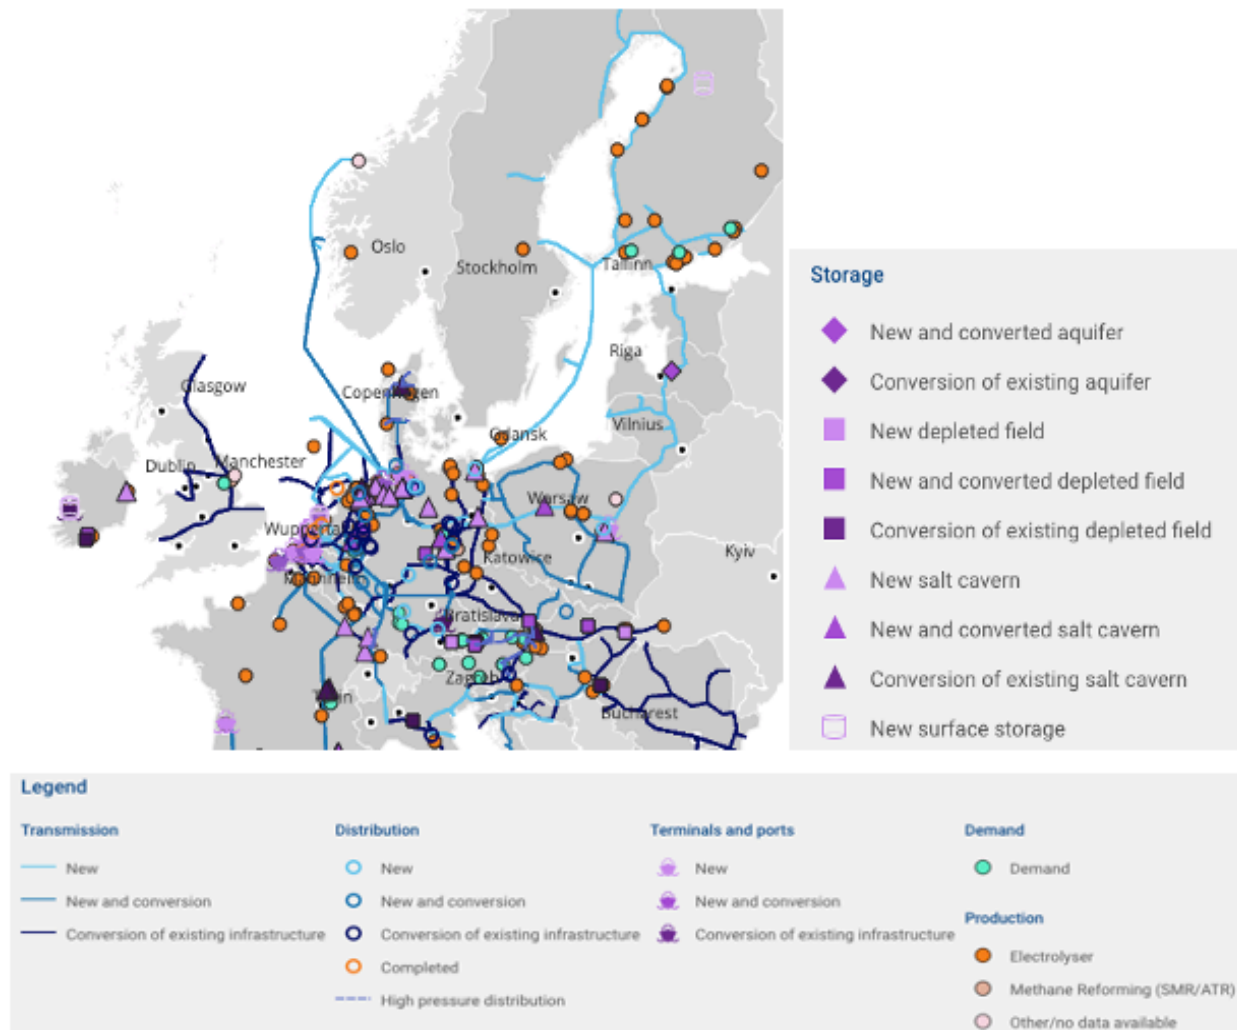 Oslo
Stockholm
Tallinn
Riga
Glasgow
Copenhagen
Vilnius
Gdansk
Dublin
Manchester
Warsaw
Kyiv
Katowice
Bratislava
Zagreb
Bucharest
Storage
New and converted aquifer
Conversion of existing aquifer
New depleted field
New and converted depleted field
Conversion of existing depleted field
New salt cavern
New and converted salt cavern
Conversion of existing salt cavern
New surface storage
Legend
Transmission
New
New and conversion
Conversion of existing infrastructure
Distribution
New
New and conversion
Conversion of existing infrastructure
Completed
High pressure distribution
Terminals and ports
New
New and conversion
Conversion of existing infrastructure
Demand
Demand
Production
Electrolyser
Methane Reforming (SMR/ATR)
Other/no data available